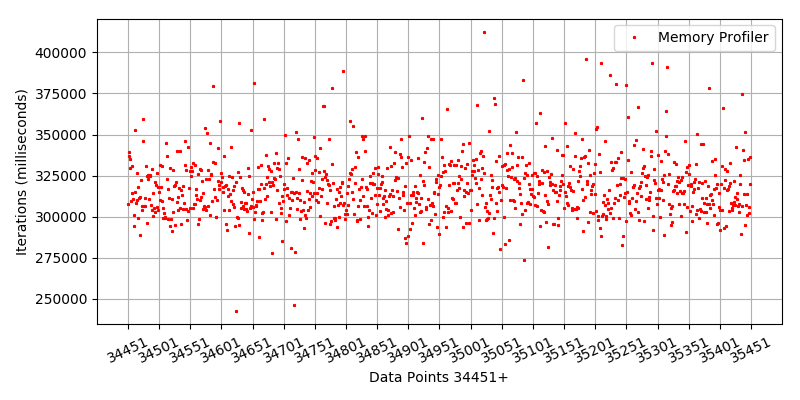 Memory Profiler
400000
375000
350000
325000
300000
275000
250000
Iterations (milliseconds)
34451 34501 34551 34601 34651 34701 34751 34801 34851 34901 34951 35001 35051 35101 35151 35201 35251 35301 35351 35401 35451
Data Points 34451+